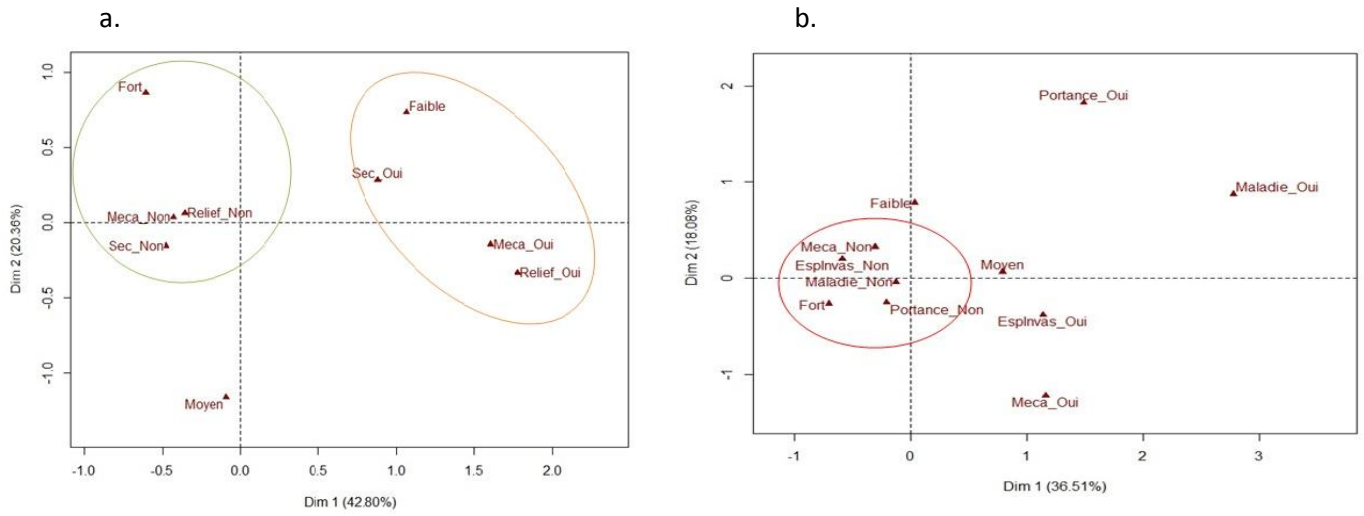 a.
b.
Fort
Faible
Sec_Oui
Meca_Non
Relief_Non
Sec_Non
Meca_Oui
Relief_Oui
Moyen
1.0
0.5
0.0
-0.5
-1.0
-1.0
-0.5
0.0
0.5
1.0
1.5
2.0
Dim 2 (20.36%)
Dim 1 (42.80%)
Portance_Oui
Maladie_Oui
Faible
Meca_Non
EspInvas_Non
Moyen
Maladie_Non
Fort
Portance_Non
EspInvas_Oui
Meca_Oui
2
1
0
-1
-1
0
1
2
3
Dim 2 (18.08%)
Dim 1 (36.51%)